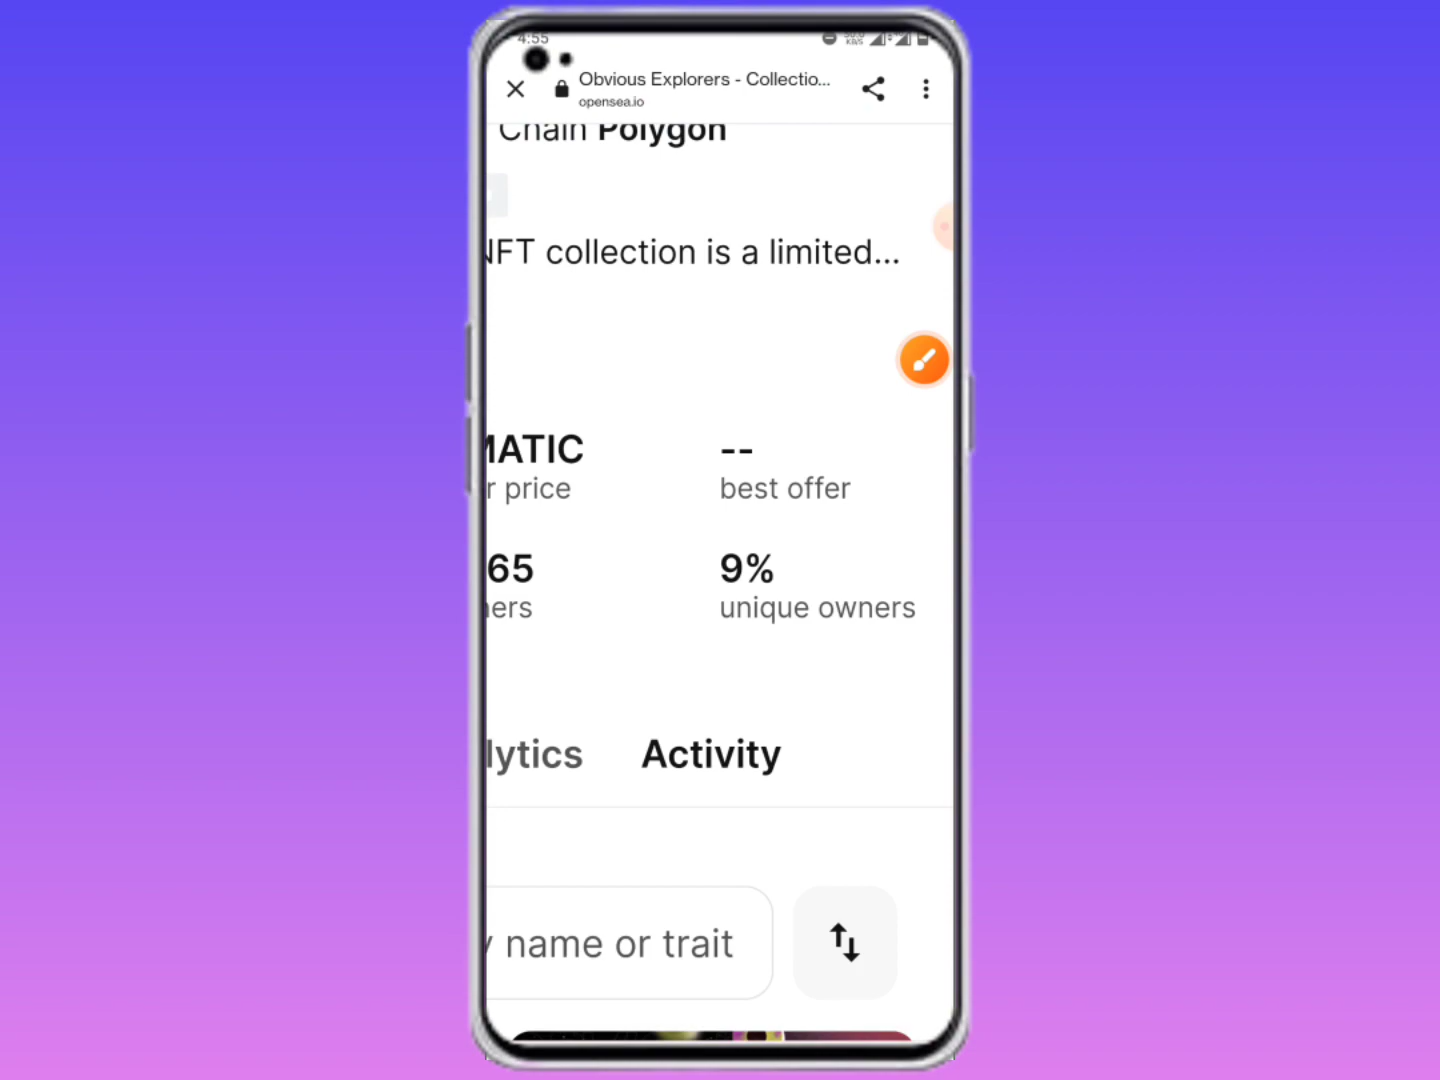 4:55
Obvious Explorers - Collectio...
opensea.io
Chain Polygon
NFT collection is a limited...
MATIC
--
r price
best offer
65
9%
ers
unique owners
lytics
Activity
y name or trait